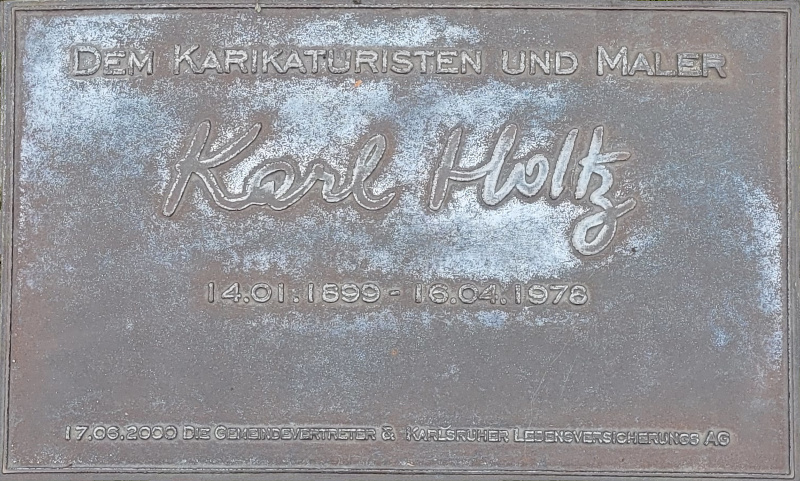 Dem Karikaturisten und Maler
Karl Holtz
14.01.1899 - 16.04.1978
17.06.2000 Die Gemeindevertreter & Karlsruher Lebensversicherungs AG